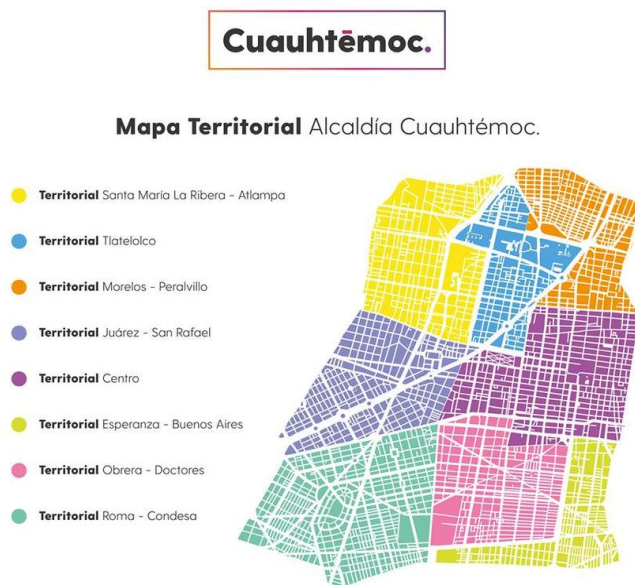 Cuauhtēmoc.
Mapa Territorial Alcaldía Cuauhtémoc.
Territorial Santa María La Ribera - Atlampa
Territorial Tlatelolco
Territorial Morelos - Peralvillo
Territorial Juárez - San Rafael
Territorial Centro
Territorial Esperanza - Buenos Aires
Territorial Obrera - Doctores
Territorial Roma - Condesa